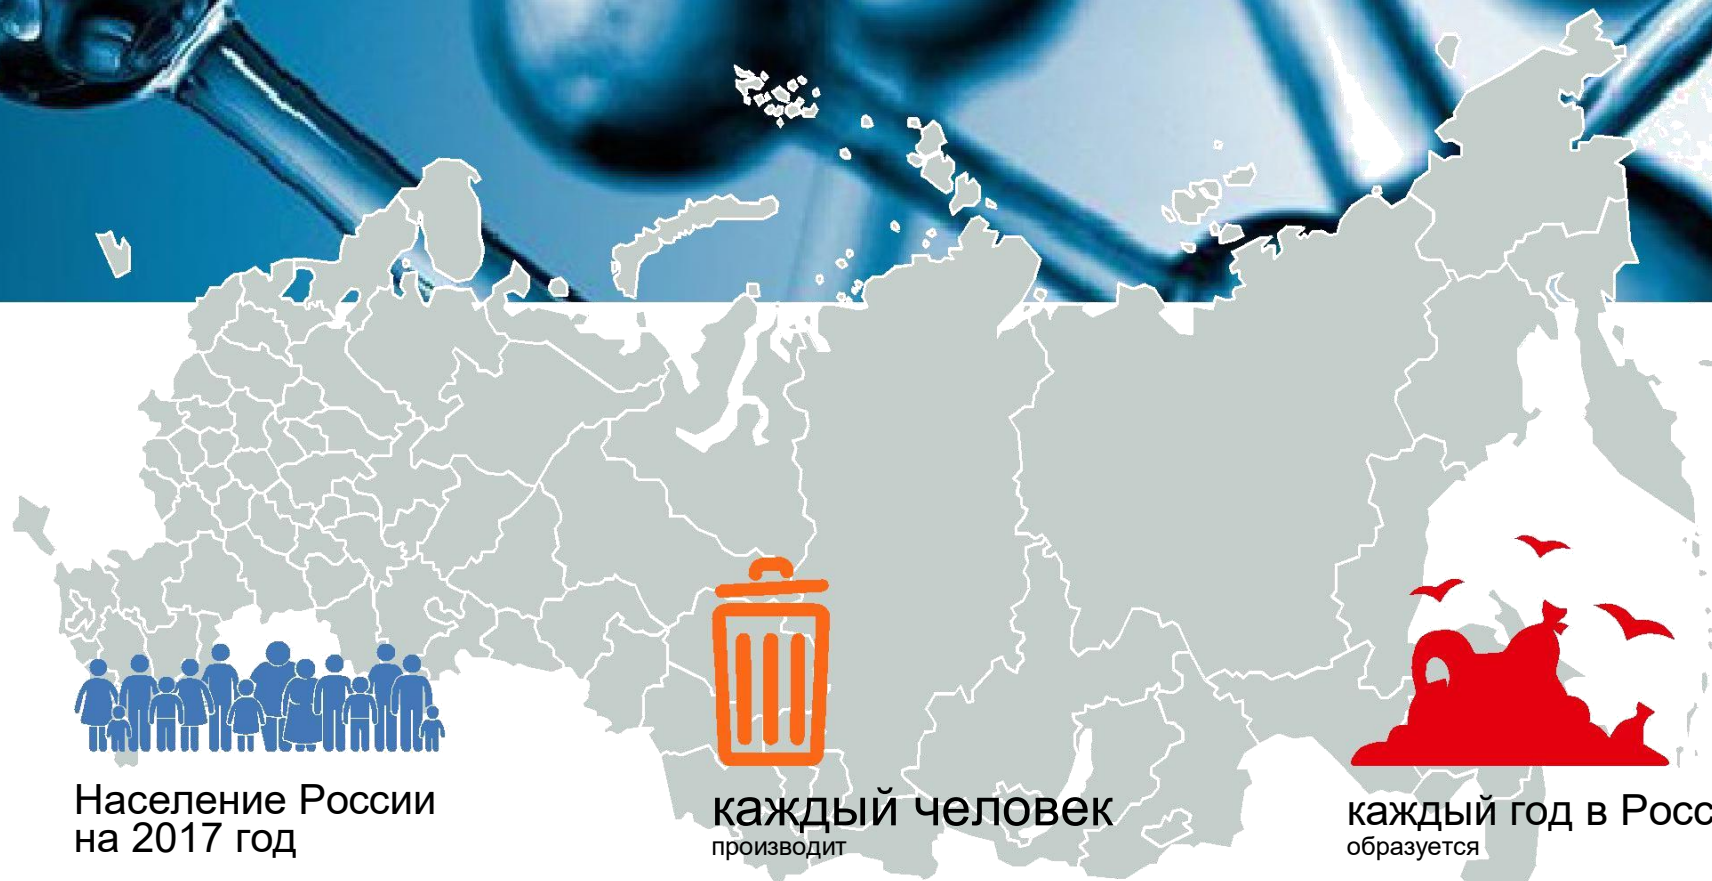 Население России
на 2017 год
каждый человек
производит
каждый год в Росс
образуется